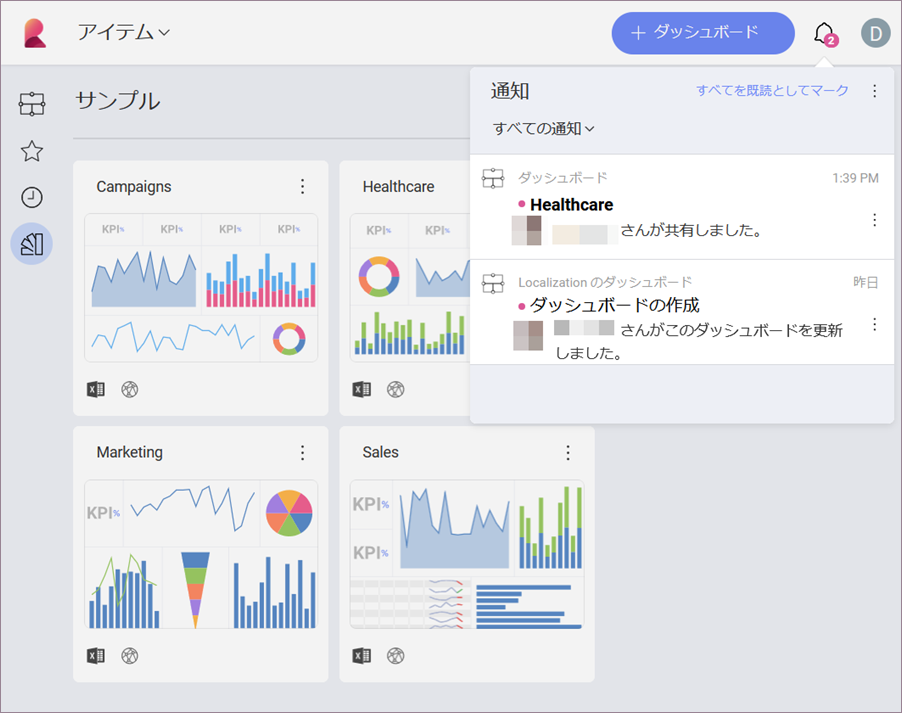 アイテム
+ ダッシュボード
2
D
サンプル
通知
すべてを既読としてマーク
すべての通知
ダッシュボード
1:39 PM
Healthcare
さんが共有しました。
Localization のダッシュボード
昨日
ダッシュボードの作成
さんがこのダッシュボードを更新
しました。
Campaigns
KPI% KPI% KPI% KPI%
Healthcare
KPI% KPI%
Marketing
KPI%
Sales
KPI%
KPI%